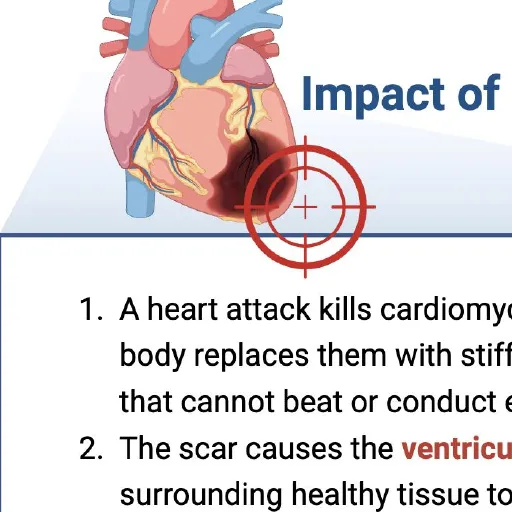 Impact of
1. A heart attack kills cardiomyo
body replaces them with stiff
that cannot beat or conduct e
2. The scar causes the ventricu
surrounding healthy tissue to